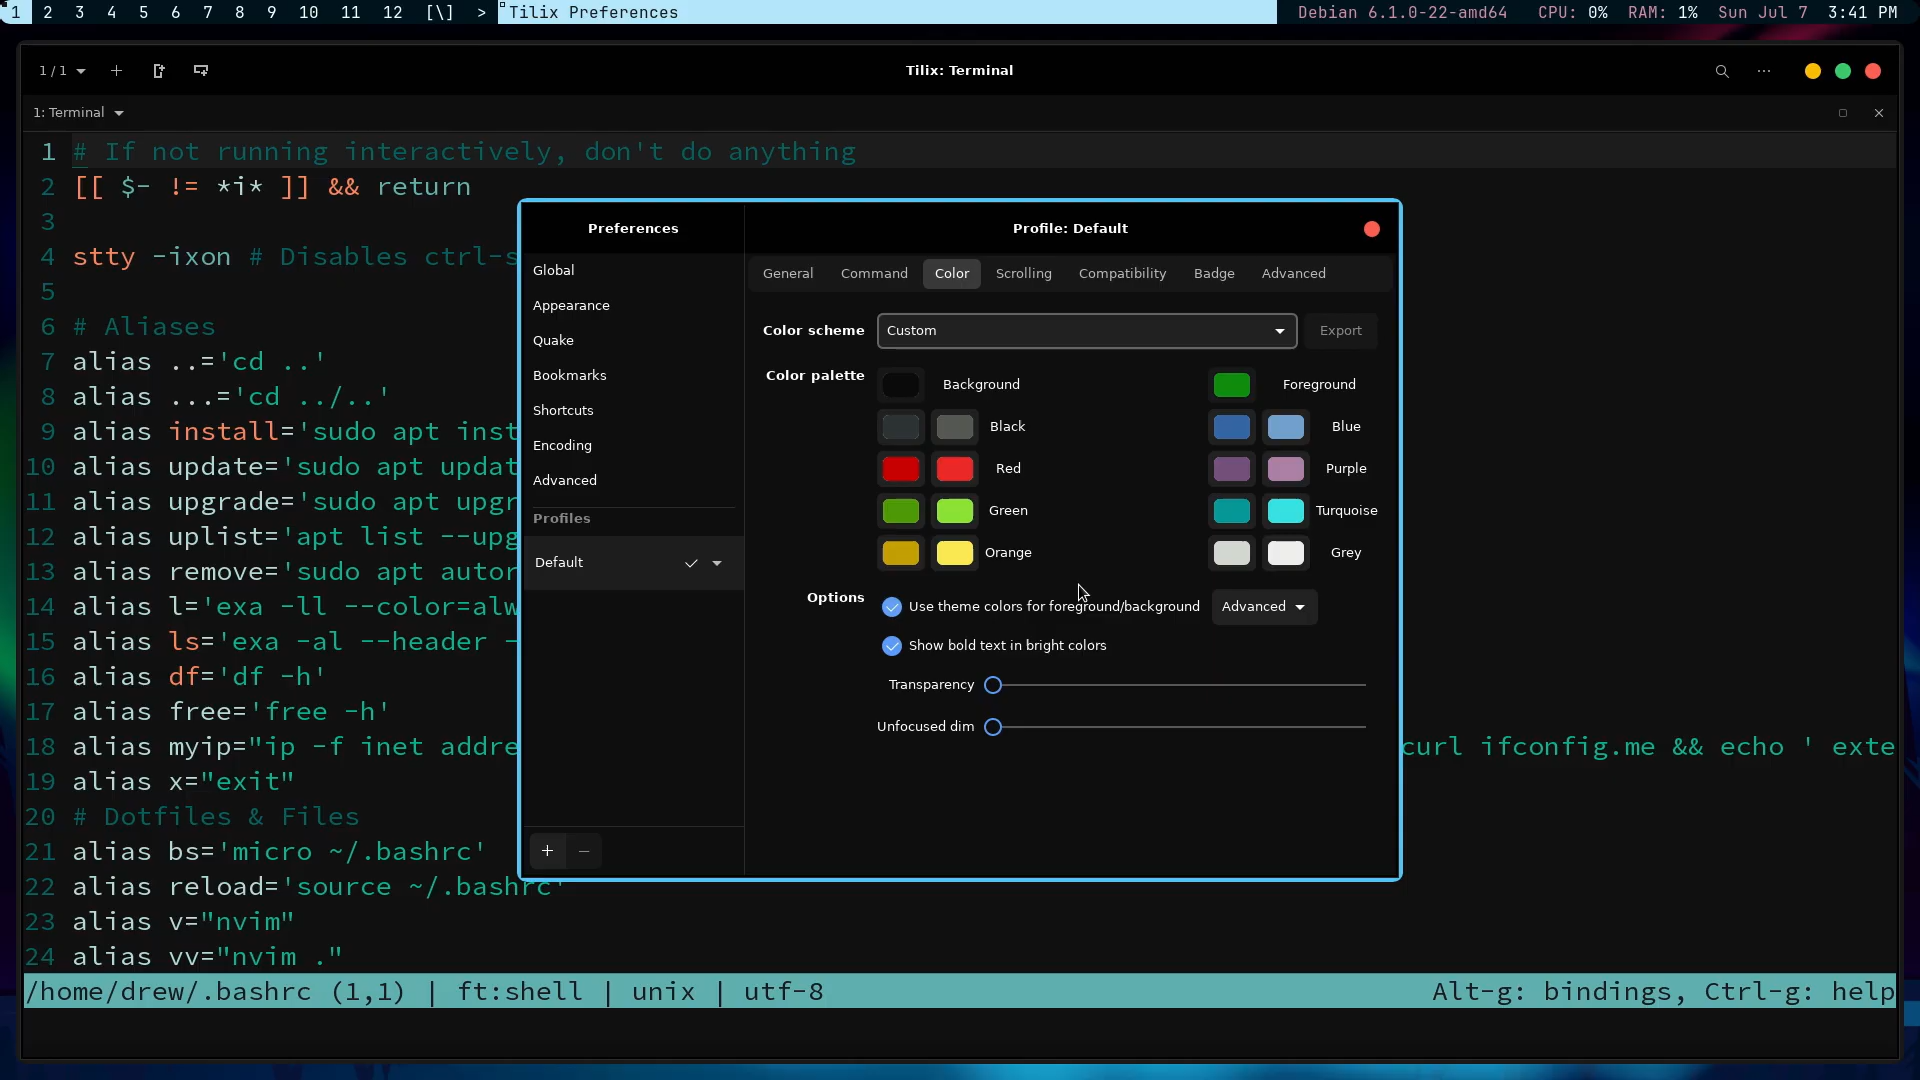 1 2 3 4 5 6 7 8 9 10 11 12 [\] > Tilix Preferences Debian 6.1.0-22-amd64 CPU: 0% RAM: 1% Sun Jul 7 3:41 PM
1 / 1 Tilix: Terminal
1: Terminal
1 # If not running interactively, don't do anything
2 [[ $- != *i* ]] && return
3
4 stty -ixon # Disables ctrl-s
5
6 # Aliases
7 alias ..='cd ..'
8 alias ...='cd ../..'
9 alias install='sudo apt inst
10 alias update='sudo apt updat
11 alias upgrade='sudo apt upgr
12 alias uplist='apt list --upg
13 alias remove='sudo apt autor
14 alias l='exa -ll --color=alw
15 alias ls='exa -al --header -
16 alias df='df -h'
17 alias free='free -h'
18 alias myip="ip -f inet addre curl ifconfig.me && echo ' exte
19 alias x="exit"
20 # Dotfiles & Files
21 alias bs='micro ~/.bashrc'
22 alias reload='source ~/.bashrc'
23 alias v="nvim"
24 alias vv="nvim ."
/home/drew/.bashrc (1,1) | ft:shell | unix | utf-8 Alt-g: bindings, Ctrl-g: help
Preferences
Global
Appearance
Quake
Bookmarks
Shortcuts
Encoding
Advanced
Profiles
Default
Profile: Default
General Command Color Scrolling Compatibility Badge Advanced
Color scheme Custom Export
Color palette Background Foreground
Black Blue
Red Purple
Green Turquoise
Orange Grey
Options Use theme colors for foreground/background Advanced
Show bold text in bright colors
Transparency
Unfocused dim